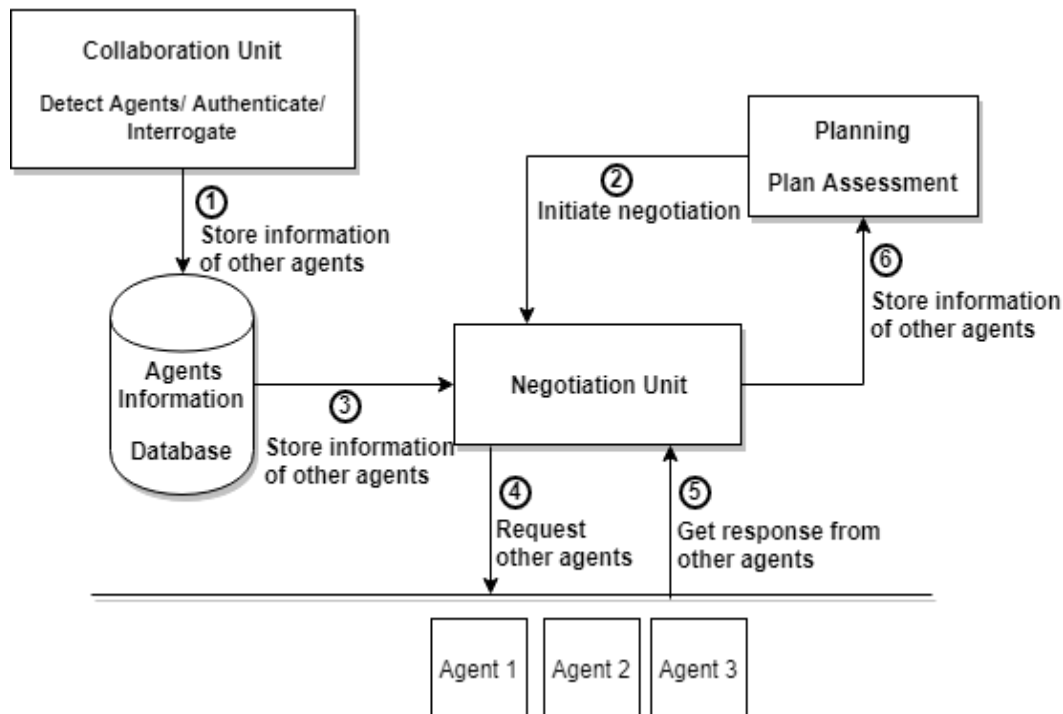 Collaboration Unit
Detect Agents/ Authenticate/
Interrogate
1
Store information
of other agents
Planning
Plan Assessment
2
Initiate negotiation
6
Store information
of other agents
Agents
Information
Database
3
Store information
of other agents
Negotiation Unit
4
Request
other agents
5
Get response from
other agents
Agent 1
Agent 2
Agent 3